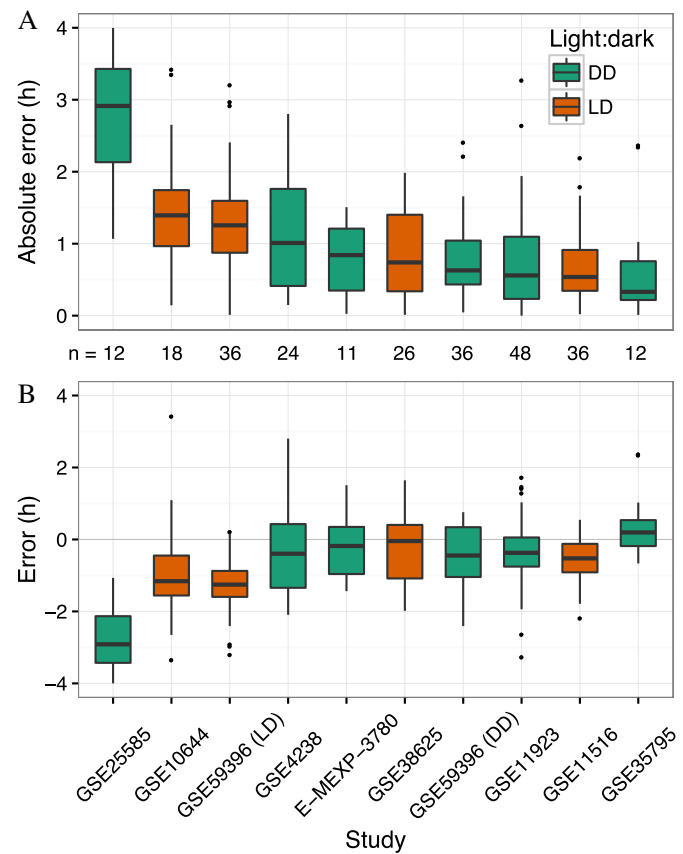 A
Light:dark
DD
LD
Absolute error (h)
4
3
2
1
0
n = 12 18 36 24 11 26 36 48 36 12
B
Error (h)
4
2
0
−2
−4
GSE25585
GSE10644
GSE59396 (LD)
GSE4238
E−MEXP−3780
GSE38625
GSE59396 (DD)
GSE11923
GSE11516
GSE35795
Study